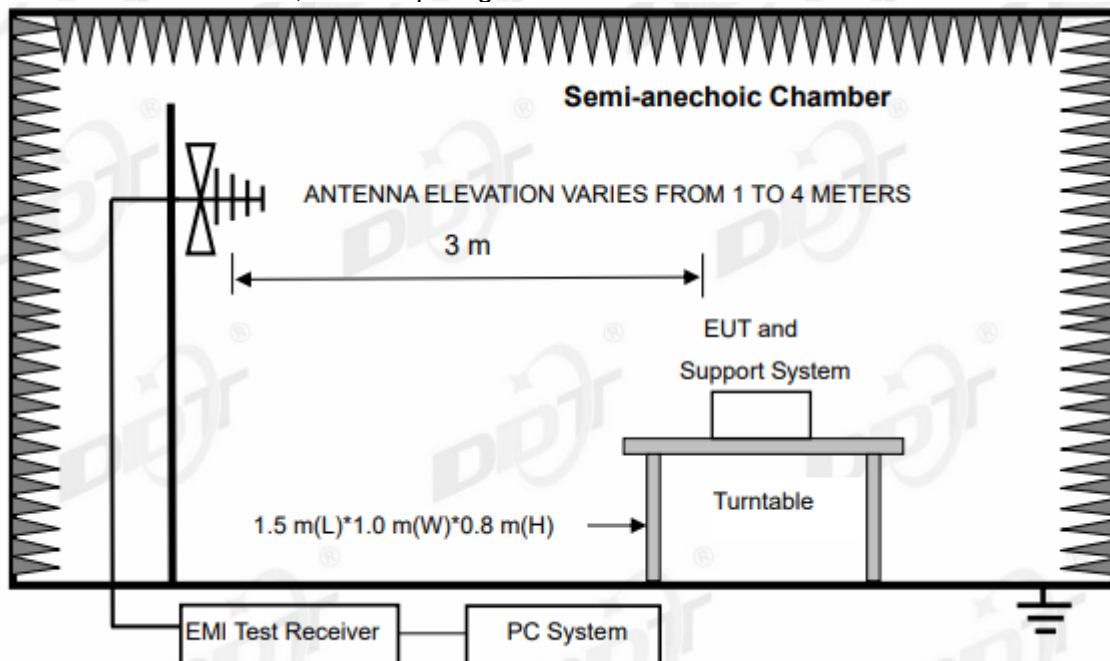 Semi-anechoic Chamber
ANTENNA ELEVATION VARIES FROM 1 TO 4 METERS
3 m
EUT and
Support System
Turntable
1.5 m(L)*1.0 m(W)*0.8 m(H)
EMI Test Receiver
PC System
DDT
®